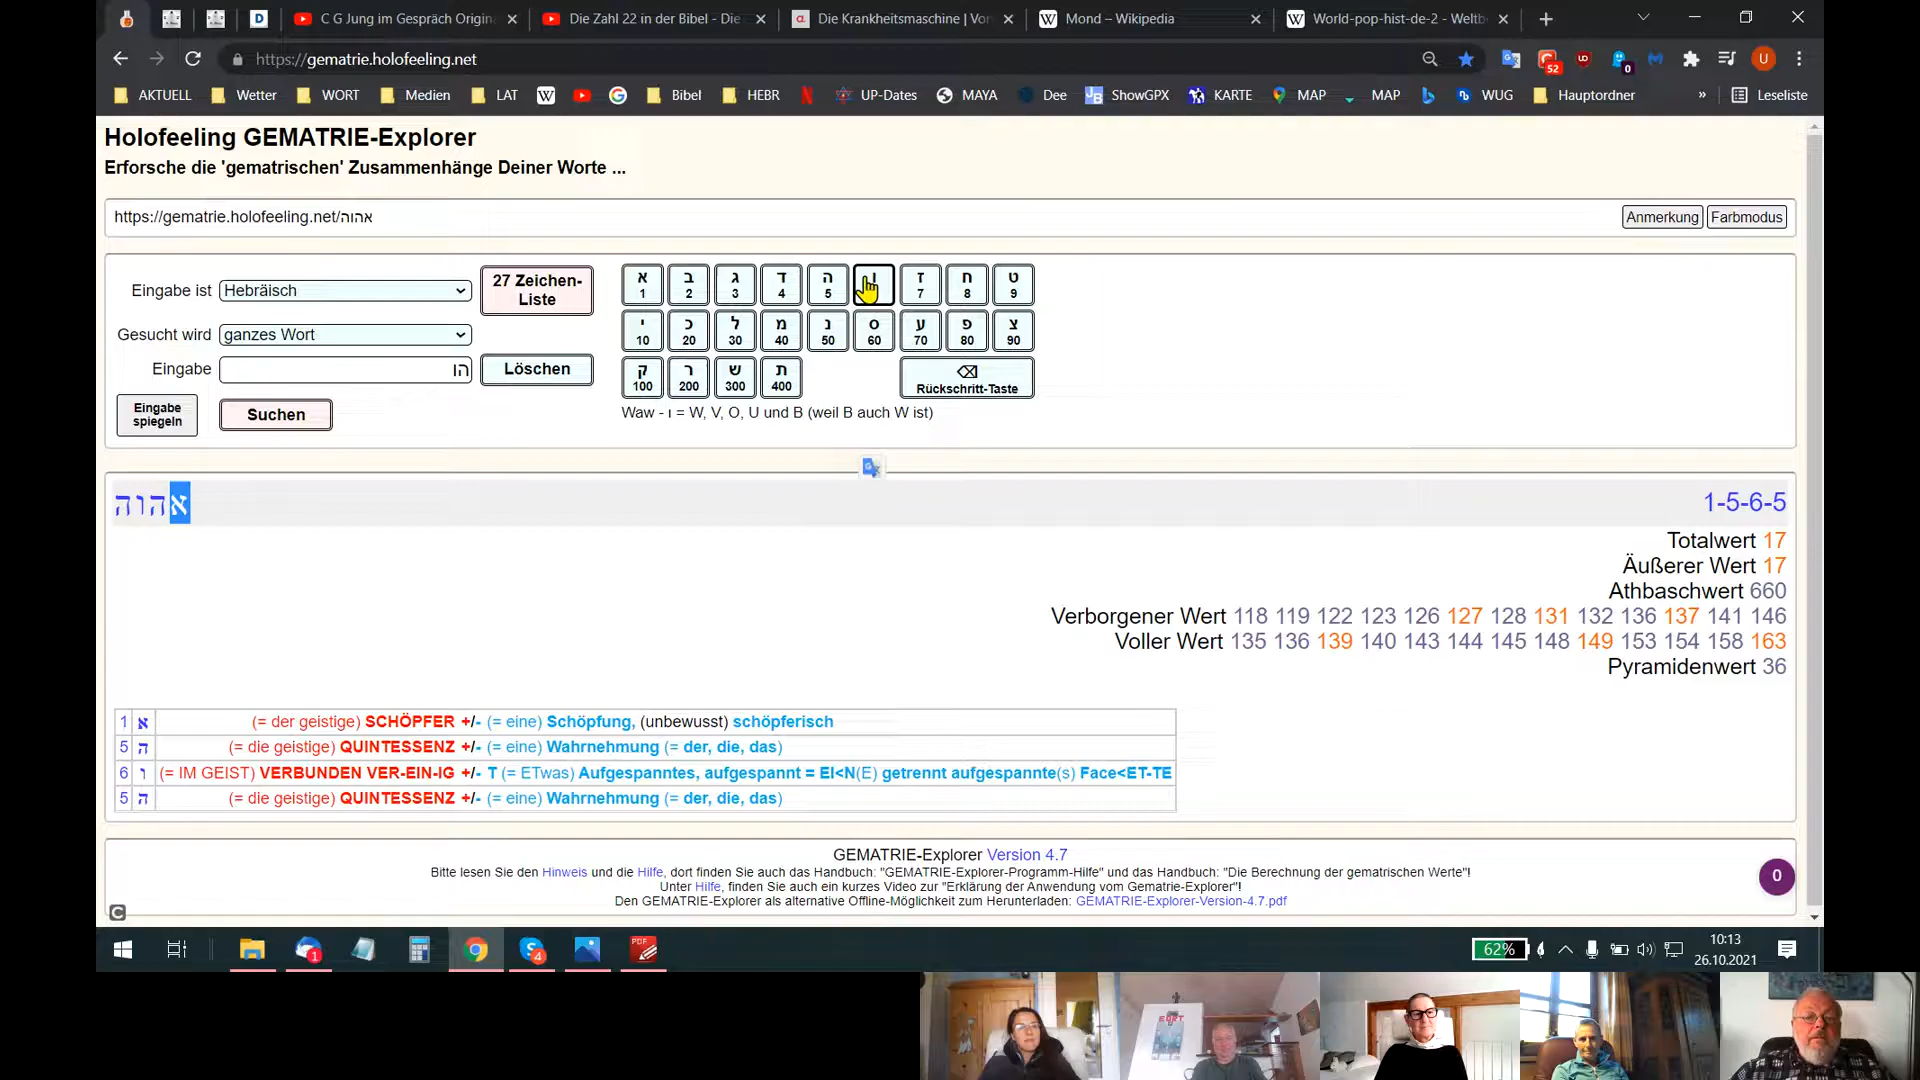 C G Jung im Gespräch Origin
Die Zahl 22 in der Bibel - Die
Die Krankheitsmaschine | Vor
Mond – Wikipedia
World-pop-hist-de-2 - Weltb
https://gematrie.holofeeling.net
52
0
U
AKTUELL
Wetter
WORT
Medien
LAT
Bibel
HEBR
UP-Dates
MAYA
Dee
ShowGPX
KARTE
MAP
MAP
WUG
Hauptordner
»
Leseliste
Holofeeling GEMATRIE-Explorer
Erforsche die 'gematrischen' Zusammenhänge Deiner Worte ...
https://gematrie.holofeeling.net/אהוה
Anmerkung
Farbmodus
Eingabe ist
Hebräisch
27 Zeichen-
Liste
Gesucht wird
ganzes Wort
Eingabe
הו
Löschen
Eingabe
spiegeln
Suchen
א ב ג ד ה ו ז ח ט
1 2 3 4 5 7 8 9
י כ ל מ נ ס ע פ צ
10 20 30 40 50 60 70 80 90
ק ר ש ת
100 200 300 400
Rückschritt-Taste
Waw - ו = W, V, O, U und B (weil B auch W ist)
אהוה
1-5-6-5
Totalwert 17
Äußerer Wert 17
Athbaschwert 660
Verborgener Wert 118 119 122 123 126 127 128 131 132 136 137 141 146
Voller Wert 135 136 139 140 143 144 145 148 149 153 154 158 163
Pyramidenwert 36
1 א (= der geistige) SCHÖPFER +/- (= eine) Schöpfung, (unbewusst) schöpferisch
5 ה (= die geistige) QUINTESSENZ +/- (= eine) Wahrnehmung (= der, die, das)
6 ו (= IM GEIST) VERBUNDEN VER-EIN-IG +/- T (= ETwas) Aufgespanntes, aufgespannt = EI<N(E) getrennt aufgespannte(s) Face<ET-TE
5 ה (= die geistige) QUINTESSENZ +/- (= eine) Wahrnehmung (= der, die, das)
GEMATRIE-Explorer Version 4.7
Bitte lesen Sie den Hinweis und die Hilfe, dort finden Sie auch das Handbuch: "GEMATRIE-Explorer-Programm-Hilfe" und das Handbuch: "Die Berechnung der gematrischen Werte"!
Unter Hilfe, finden Sie auch ein kurzes Video zur "Erklärung der Anwendung vom Gematrie-Explorer"!
Den GEMATRIE-Explorer als alternative Offline-Möglichkeit zum Herunterladen: GEMATRIE-Explorer-Version-4.7.pdf
0
1
4
PDF
62%
10:13
26.10.2021